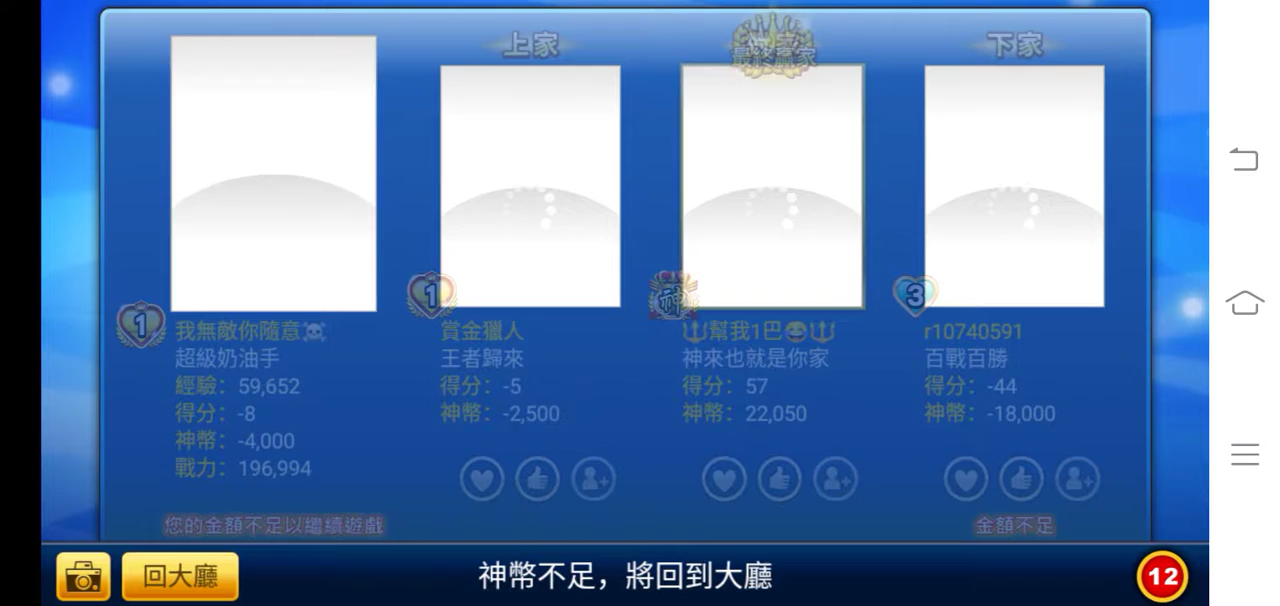 上家
最終贏家
下家
1
1
神
3
我無敵你隨意
超級奶油手
經驗：59,652
得分：-8
神幣：-4,000
戰力：196,994
您的金額不足以繼續遊戲
賞金獵人
王者歸來
得分：-5
神幣：-2,500
幫我1巴
神來也就是你家
得分：57
神幣：22,050
r10740591
百戰百勝
得分：-44
神幣：-18,000
金額不足
回大廳
神幣不足，將回到大廳
12